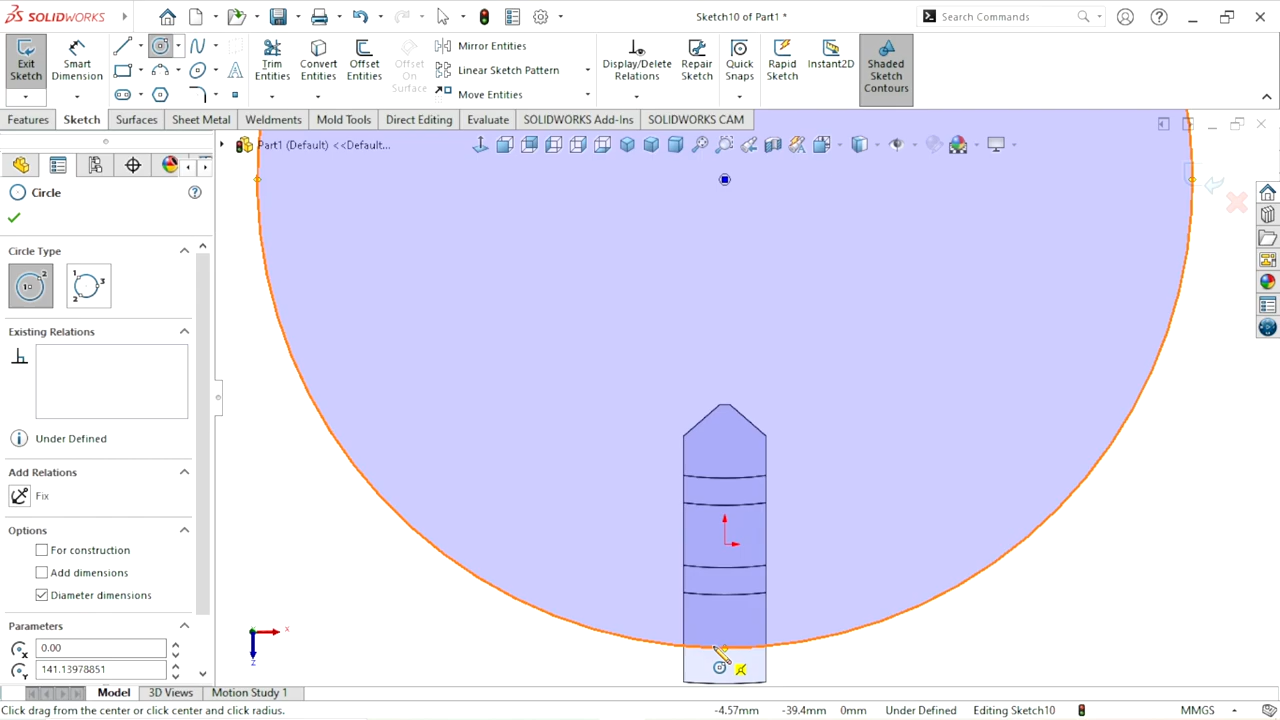 SOLIDWORKS
Sketch10 of Part1 *
Search Commands
Exit Sketch
Smart Dimension
Trim Entities
Convert Entities
Offset Entities
Offset On Surface
Mirror Entities
Linear Sketch Pattern
Move Entities
Display/Delete Relations
Repair Sketch
Quick Snaps
Rapid Sketch
Instant2D
Shaded Sketch Contours
Features Sketch Surfaces Sheet Metal Weldments Mold Tools Direct Editing Evaluate SOLIDWORKS Add-Ins SOLIDWORKS CAM
Part1 (Default) <<Default...
Circle
Circle Type
Existing Relations
Under Defined
Add Relations
Fix
Options
For construction
Add dimensions
Diameter dimensions
Parameters
0.00
141.13978851
X
Z
Model 3D Views Motion Study 1
Click drag from the center or click center and click radius. -4.57mm -39.4mm 0mm Under Defined Editing Sketch10 MMGS